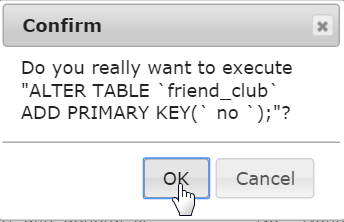 Confirm
Do you really want to execute
"ALTER TABLE `friend_club`
ADD PRIMARY KEY(` no `);"?
OK
Cancel